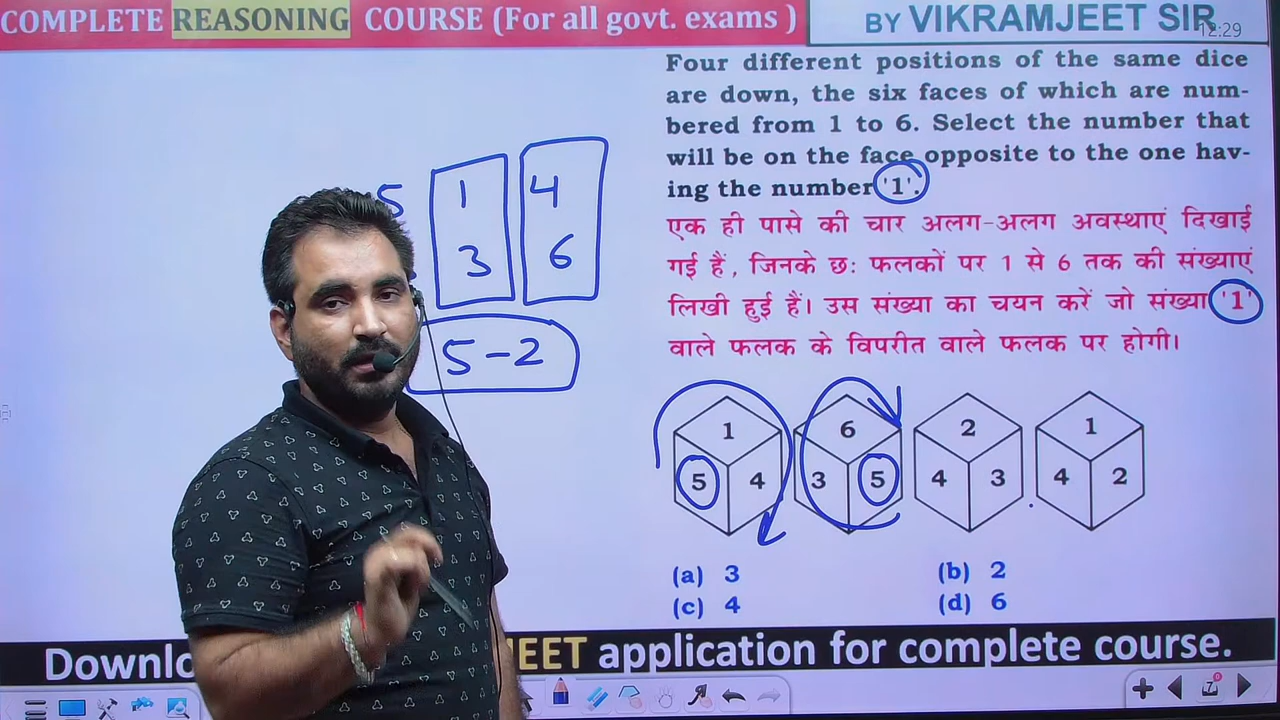 COMPLETE REASONING COURSE (For all govt. exams )
BY VIKRAMJEET SIR
12:29
Four different positions of the same dice
are down, the six faces of which are num-
bered from 1 to 6. Select the number that
will be on the face opposite to the one hav-
ing the number '1'.
एक ही पासे की चार अलग-अलग अवस्थाएं दिखाई
गई हैं, जिनके छः फलकों पर 1 से 6 तक की संख्याएं
लिखी हुई हैं। उस संख्या का चयन करें जो संख्या '1'
वाले फलक के विपरीत वाले फलक पर होगी।
5 1 4
3 6
5-2
1 6 2 1
5 4 3 5 4 3 4 2
(a) 3 (b) 2
(c) 4 (d) 6
Downlo JEET application for complete course.